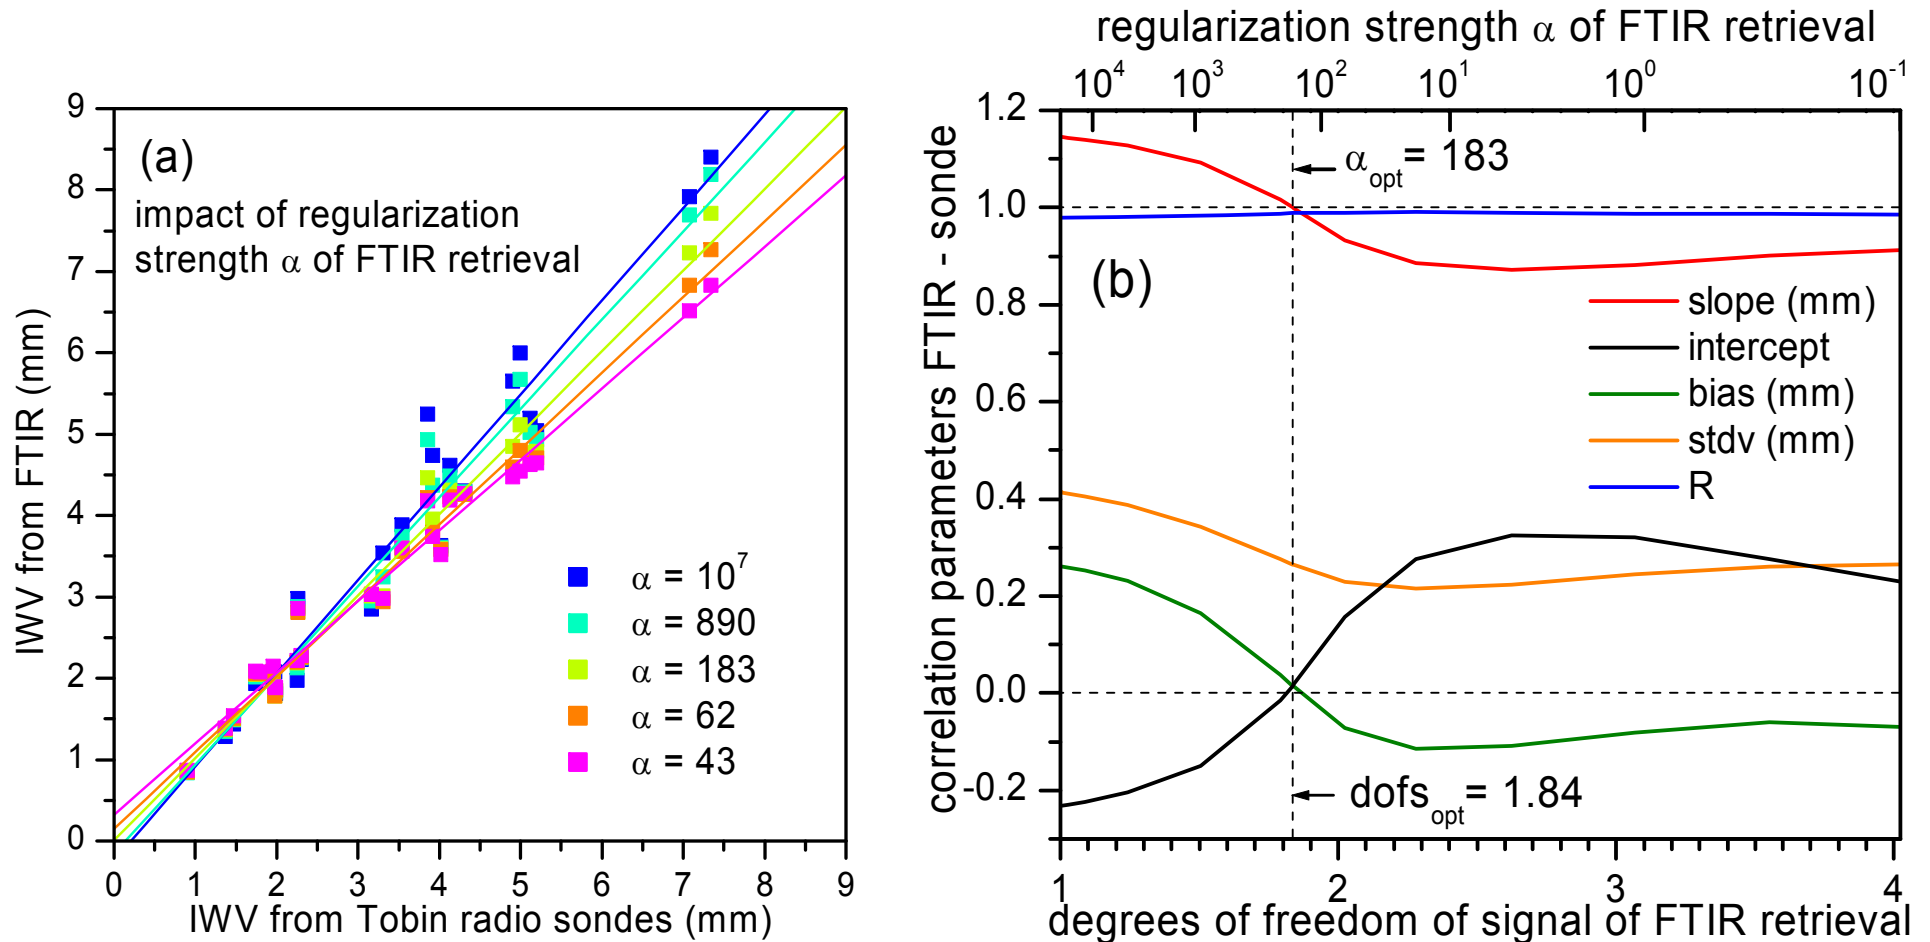 (a)
impact of regularization
strength α of FTIR retrieval
IWV from FTIR (mm)
9
8
7
6
5
4
3
2
1
0
α = 10^7
α = 890
α = 183
α = 62
α = 43
0 1 2 3 4 5 6 7 8 9
IWV from Tobin radio sondes (mm)
regularization strength α of FTIR retrieval
10^4 10^3 10^2 10^1 10^0 10^-1
correlation parameters FTIR - sonde
1.2
1.0
0.8
0.6
0.4
0.2
0.0
-0.2
α_opt = 183
(b)
slope (mm)
intercept
bias (mm)
stdv (mm)
R
dofs_opt = 1.84
1 2 3 4
degrees of freedom of signal of FTIR retrieval